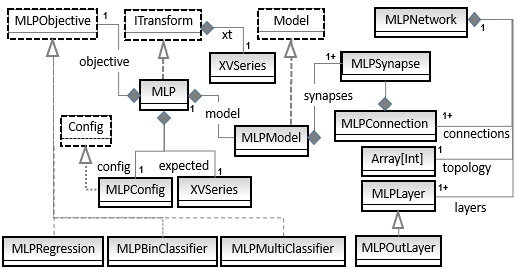 MLPObjective
1
ITransform
Model
MLPNetwork
1
xt
1
objective
XVSeries
1+
MLPSynapse
MLP
1
model
synapses
Config
MLPModel
MLPConnection
1+
connections
Array[Int]
1
topology
config
1
expected
1
MLPConfig
XVSeries
MLPLayer
1+
layers
MLPRegression
MLPBinClassifier
MLPMultiClassifier
MLPOutLayer